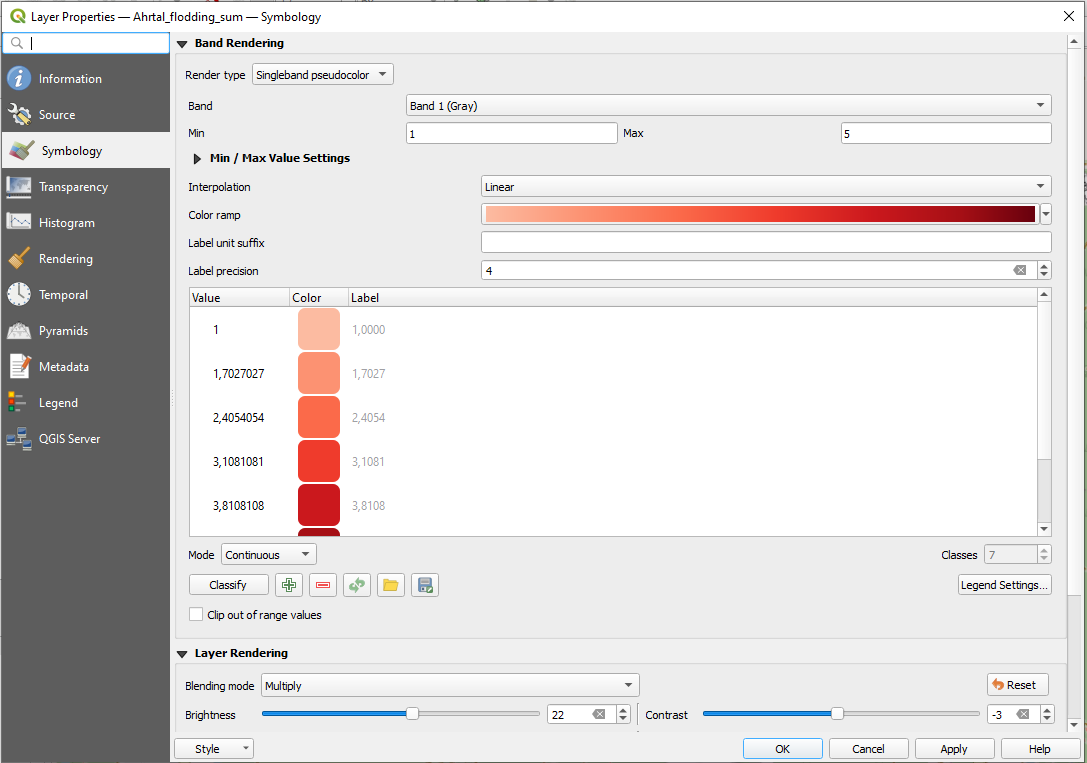 Layer Properties — Ahrtal_flodding_sum — Symbology
Information
Source
Symbology
Transparency
Histogram
Rendering
Temporal
Pyramids
Metadata
Legend
QGIS Server
Band Rendering
Render type Singleband pseudocolor
Band Band 1 (Gray)
Min 1 Max 5
Min / Max Value Settings
Interpolation Linear
Color ramp
Label unit suffix
Label precision 4
Value Color Label
1 1,0000
1,7027027 1,7027
2,4054054 2,4054
3,1081081 3,1081
3,8108108 3,8108
Mode Continuous Classes 7
Classify Legend Settings...
Clip out of range values
Layer Rendering
Blending mode Multiply Reset
Brightness 22 Contrast -3
Style OK Cancel Apply Help